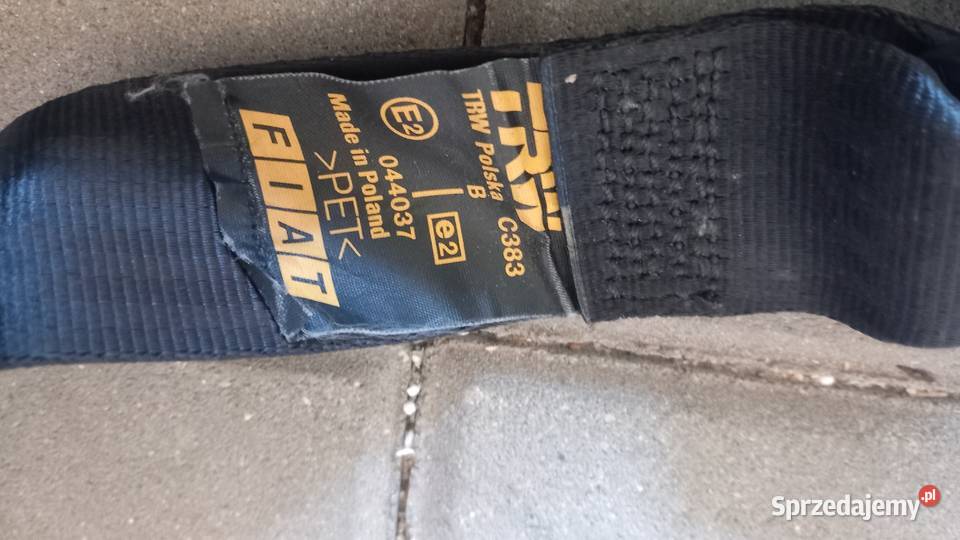 TRW
TRW Polska C383
B
E2 e2
044037
Made in Poland
>PET<
FIAT
Sprzedajemy.pl